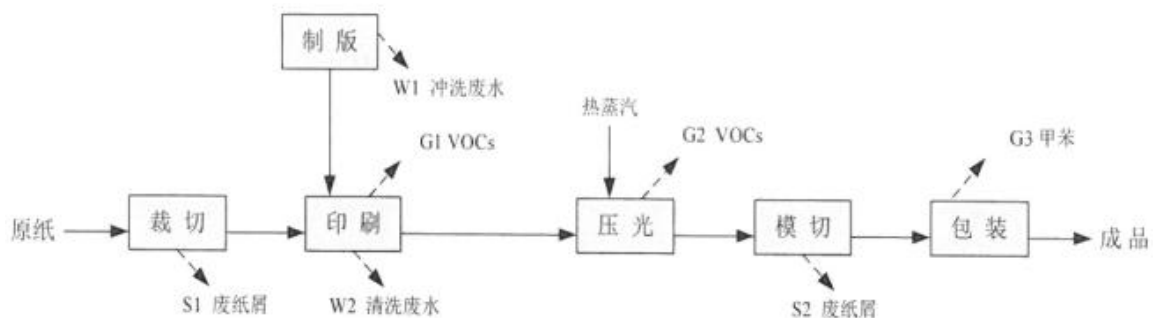 制 版
W1 冲洗废水
热蒸汽
G1 VOCs
G2 VOCs
G3 甲苯
原纸
裁 切
印 刷
压 光
模 切
包 装
成 品
S1 废纸屑
W2 清洗废水
S2 废纸屑